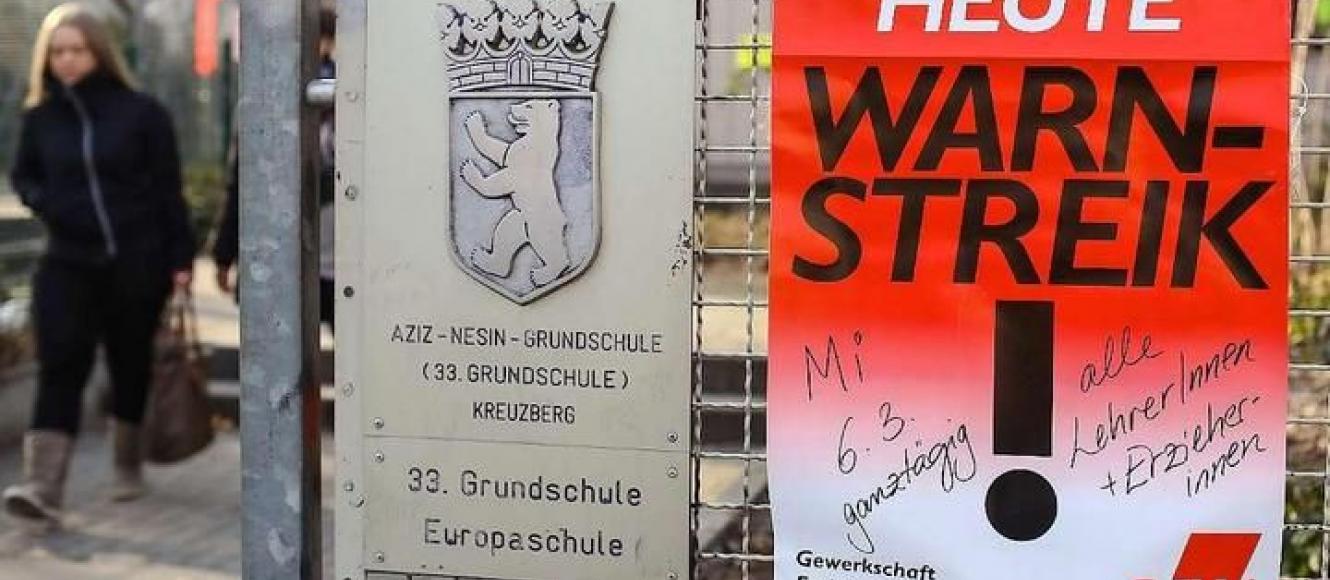 AZIZ-NESIN-GRUNDSCHULE
(33. GRUNDSCHULE)
KREUZBERG
33. Grundschule
Europaschule
HEUTE
WARN-
STREIK
!
Mi
6.3.
ganztägig
alle
LehrerInnen
+Erzieher-
innen
Gewerkschaft